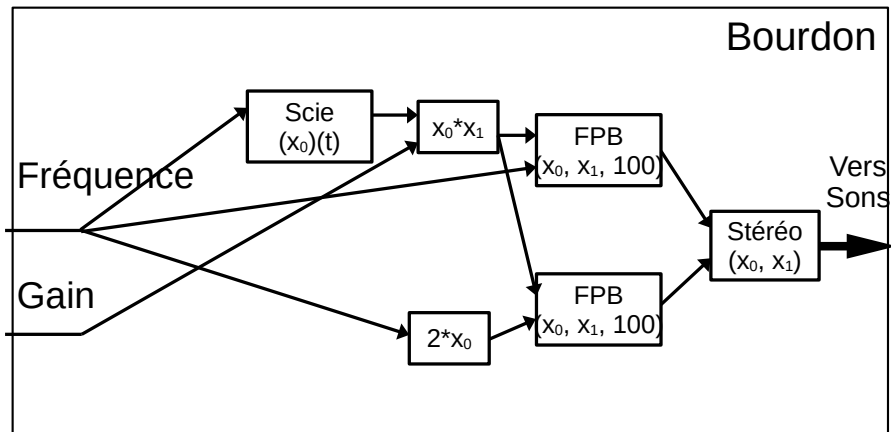 Bourdon
Scie
(x₀)(t)
x₀*x₁
FPB
(x₀, x₁, 100)
Fréquence
Vers
Sons
Stéréo
(x₀, x₁)
Gain
FPB
(x₀, x₁, 100)
2*x₀